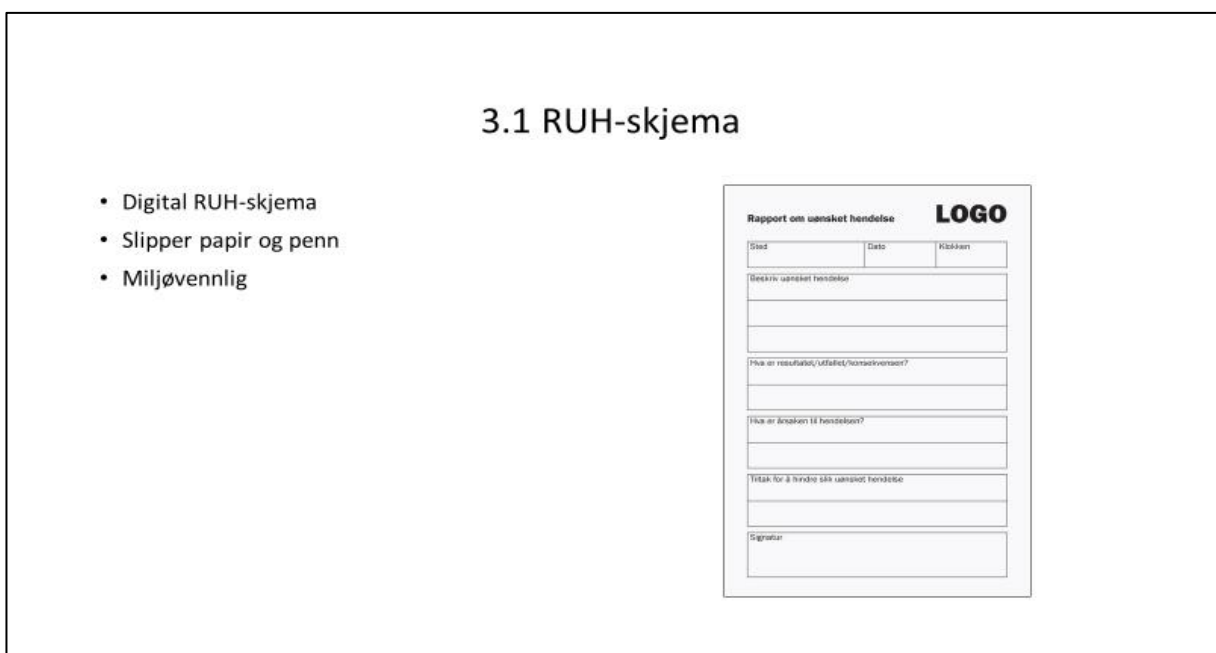 3.1 RUH-skjema
• Digital RUH-skjema
• Slipper papir og penn
• Miljøvennlig
Rapport om uønsket hendelse
LOGO
Sted Dato Klokken
Beskriv uønsket hendelse
Hva er resultatet/utfallet/konsekvensen?
Hva er årsaken til hendelsen?
Tiltak for å hindre slik uønsket hendelse
Signatur